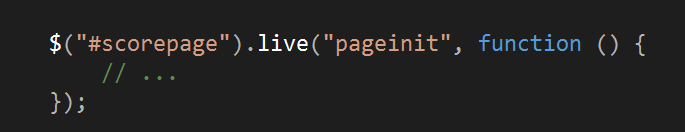 $("#scorepage").live("pageinit", function () {
    // ...
});